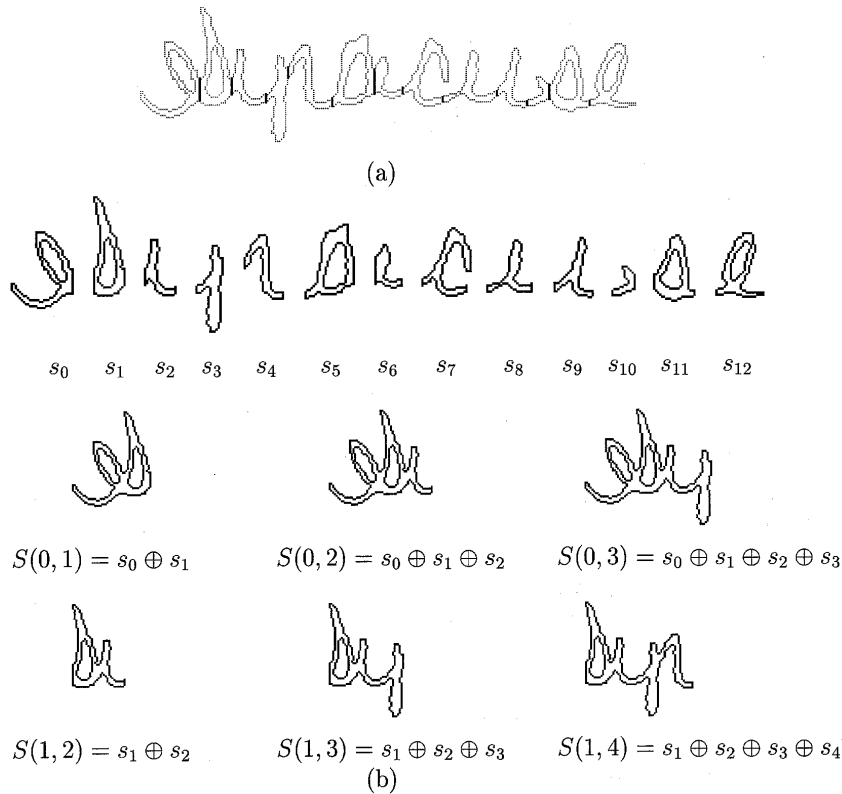 Syracuse
(a)
s₀ s₁ s₂ s₃ s₄ s₅ s₆ s₇ s₈ s₉ s₁₀ s₁₁ s₁₂
S(0,1) = s₀ ⊕ s₁ S(0,2) = s₀ ⊕ s₁ ⊕ s₂ S(0,3) = s₀ ⊕ s₁ ⊕ s₂ ⊕ s₃
S(1,2) = s₁ ⊕ s₂ S(1,3) = s₁ ⊕ s₂ ⊕ s₃ S(1,4) = s₁ ⊕ s₂ ⊕ s₃ ⊕ s₄
(b)